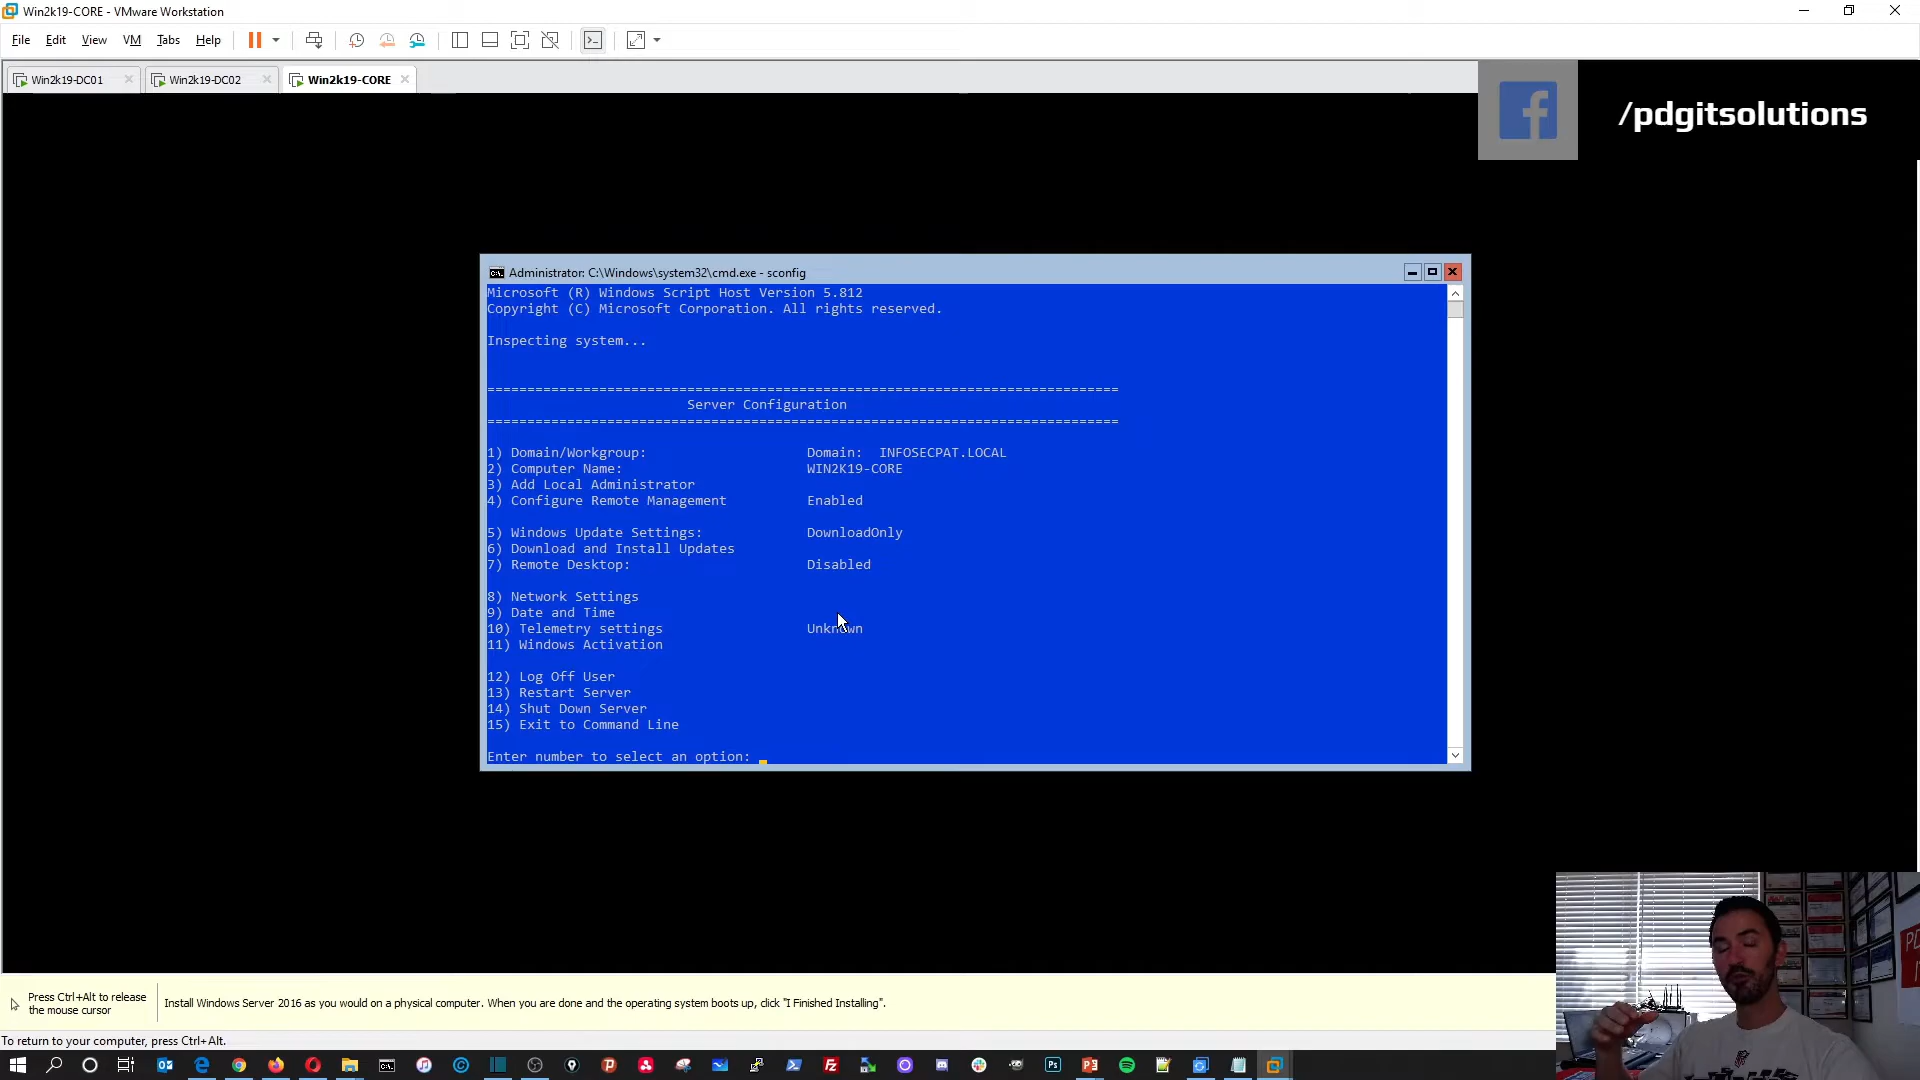 Win2k19-CORE - VMware Workstation
File Edit View VM Tabs Help
Win2k19-DC01 Win2k19-DC02 Win2k19-CORE
/pdgitsolutions
Administrator: C:\Windows\system32\cmd.exe - sconfig
Microsoft (R) Windows Script Host Version 5.812
Copyright (C) Microsoft Corporation. All rights reserved.
Inspecting system...
===============================================================================
Server Configuration
===============================================================================
1) Domain/Workgroup: Domain: INFOSECPAT.LOCAL
2) Computer Name: WIN2K19-CORE
3) Add Local Administrator
4) Configure Remote Management Enabled
5) Windows Update Settings: DownloadOnly
6) Download and Install Updates
7) Remote Desktop: Disabled
8) Network Settings
9) Date and Time
10) Telemetry settings Unknown
11) Windows Activation
12) Log Off User
13) Restart Server
14) Shut Down Server
15) Exit to Command Line
Enter number to select an option:
Press Ctrl+Alt to release
the mouse cursor
Install Windows Server 2016 as you would on a physical computer. When you are done and the operating system boots up, click "I Finished Installing".
To return to your computer, press Ctrl+Alt.